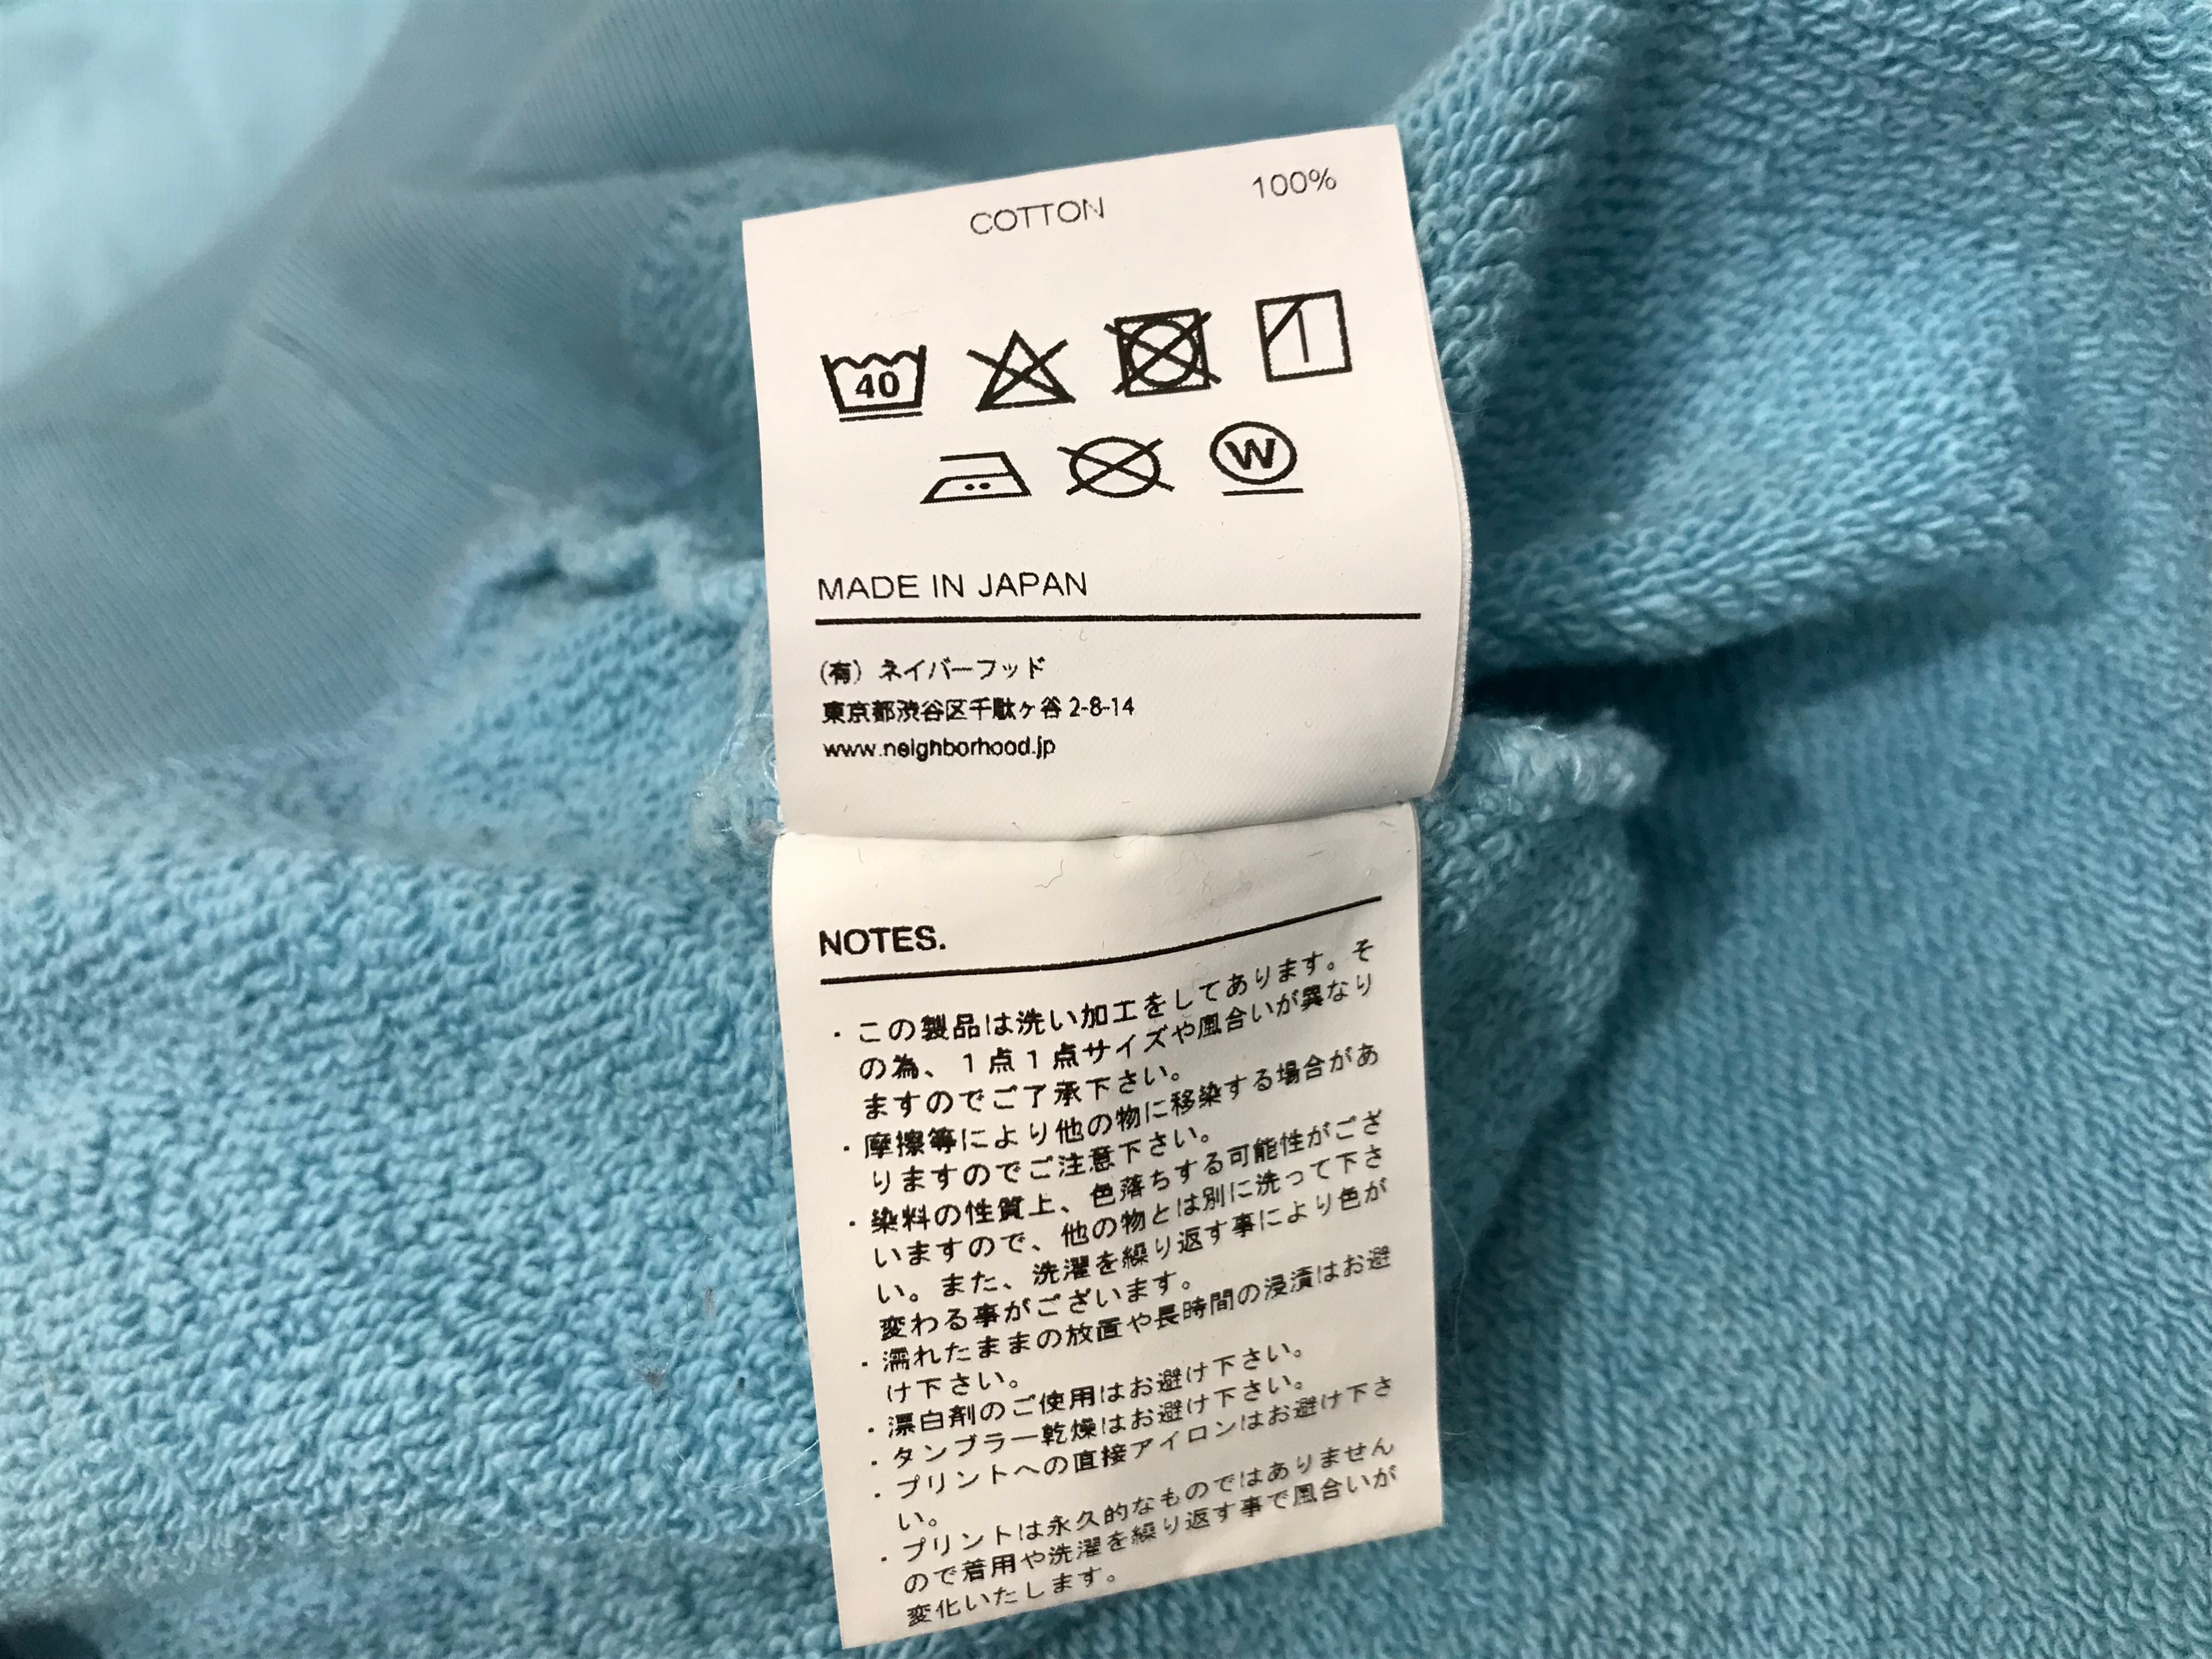 COTTON 100%
40
W
MADE IN JAPAN
(有) ネイバーフッド
東京都渋谷区千駄ヶ谷 2-8-14
www.neighborhood.jp
NOTES.
・この製品は洗い加工をしてあります。そ
の為、1点1点サイズや風合いが異なり
ますのでご了承下さい。
・摩擦等により他の物に移染する場合があ
りますのでご注意下さい。
・染料の性質上、色落ちする可能性がござ
いますので、他の物とは別に洗って下さ
い。また、洗濯を繰り返す事により色が
変わる事がございます。
・濡れたままの放置や長時間の浸漬はお避
け下さい。
・漂白剤のご使用はお避け下さい。
・タンブラー乾燥はお避け下さい。
・プリントへの直接アイロンはお避け下さ
い。
・プリントは永久的なものではありません
ので着用や洗濯を繰り返す事で風合いが
変化いたします。